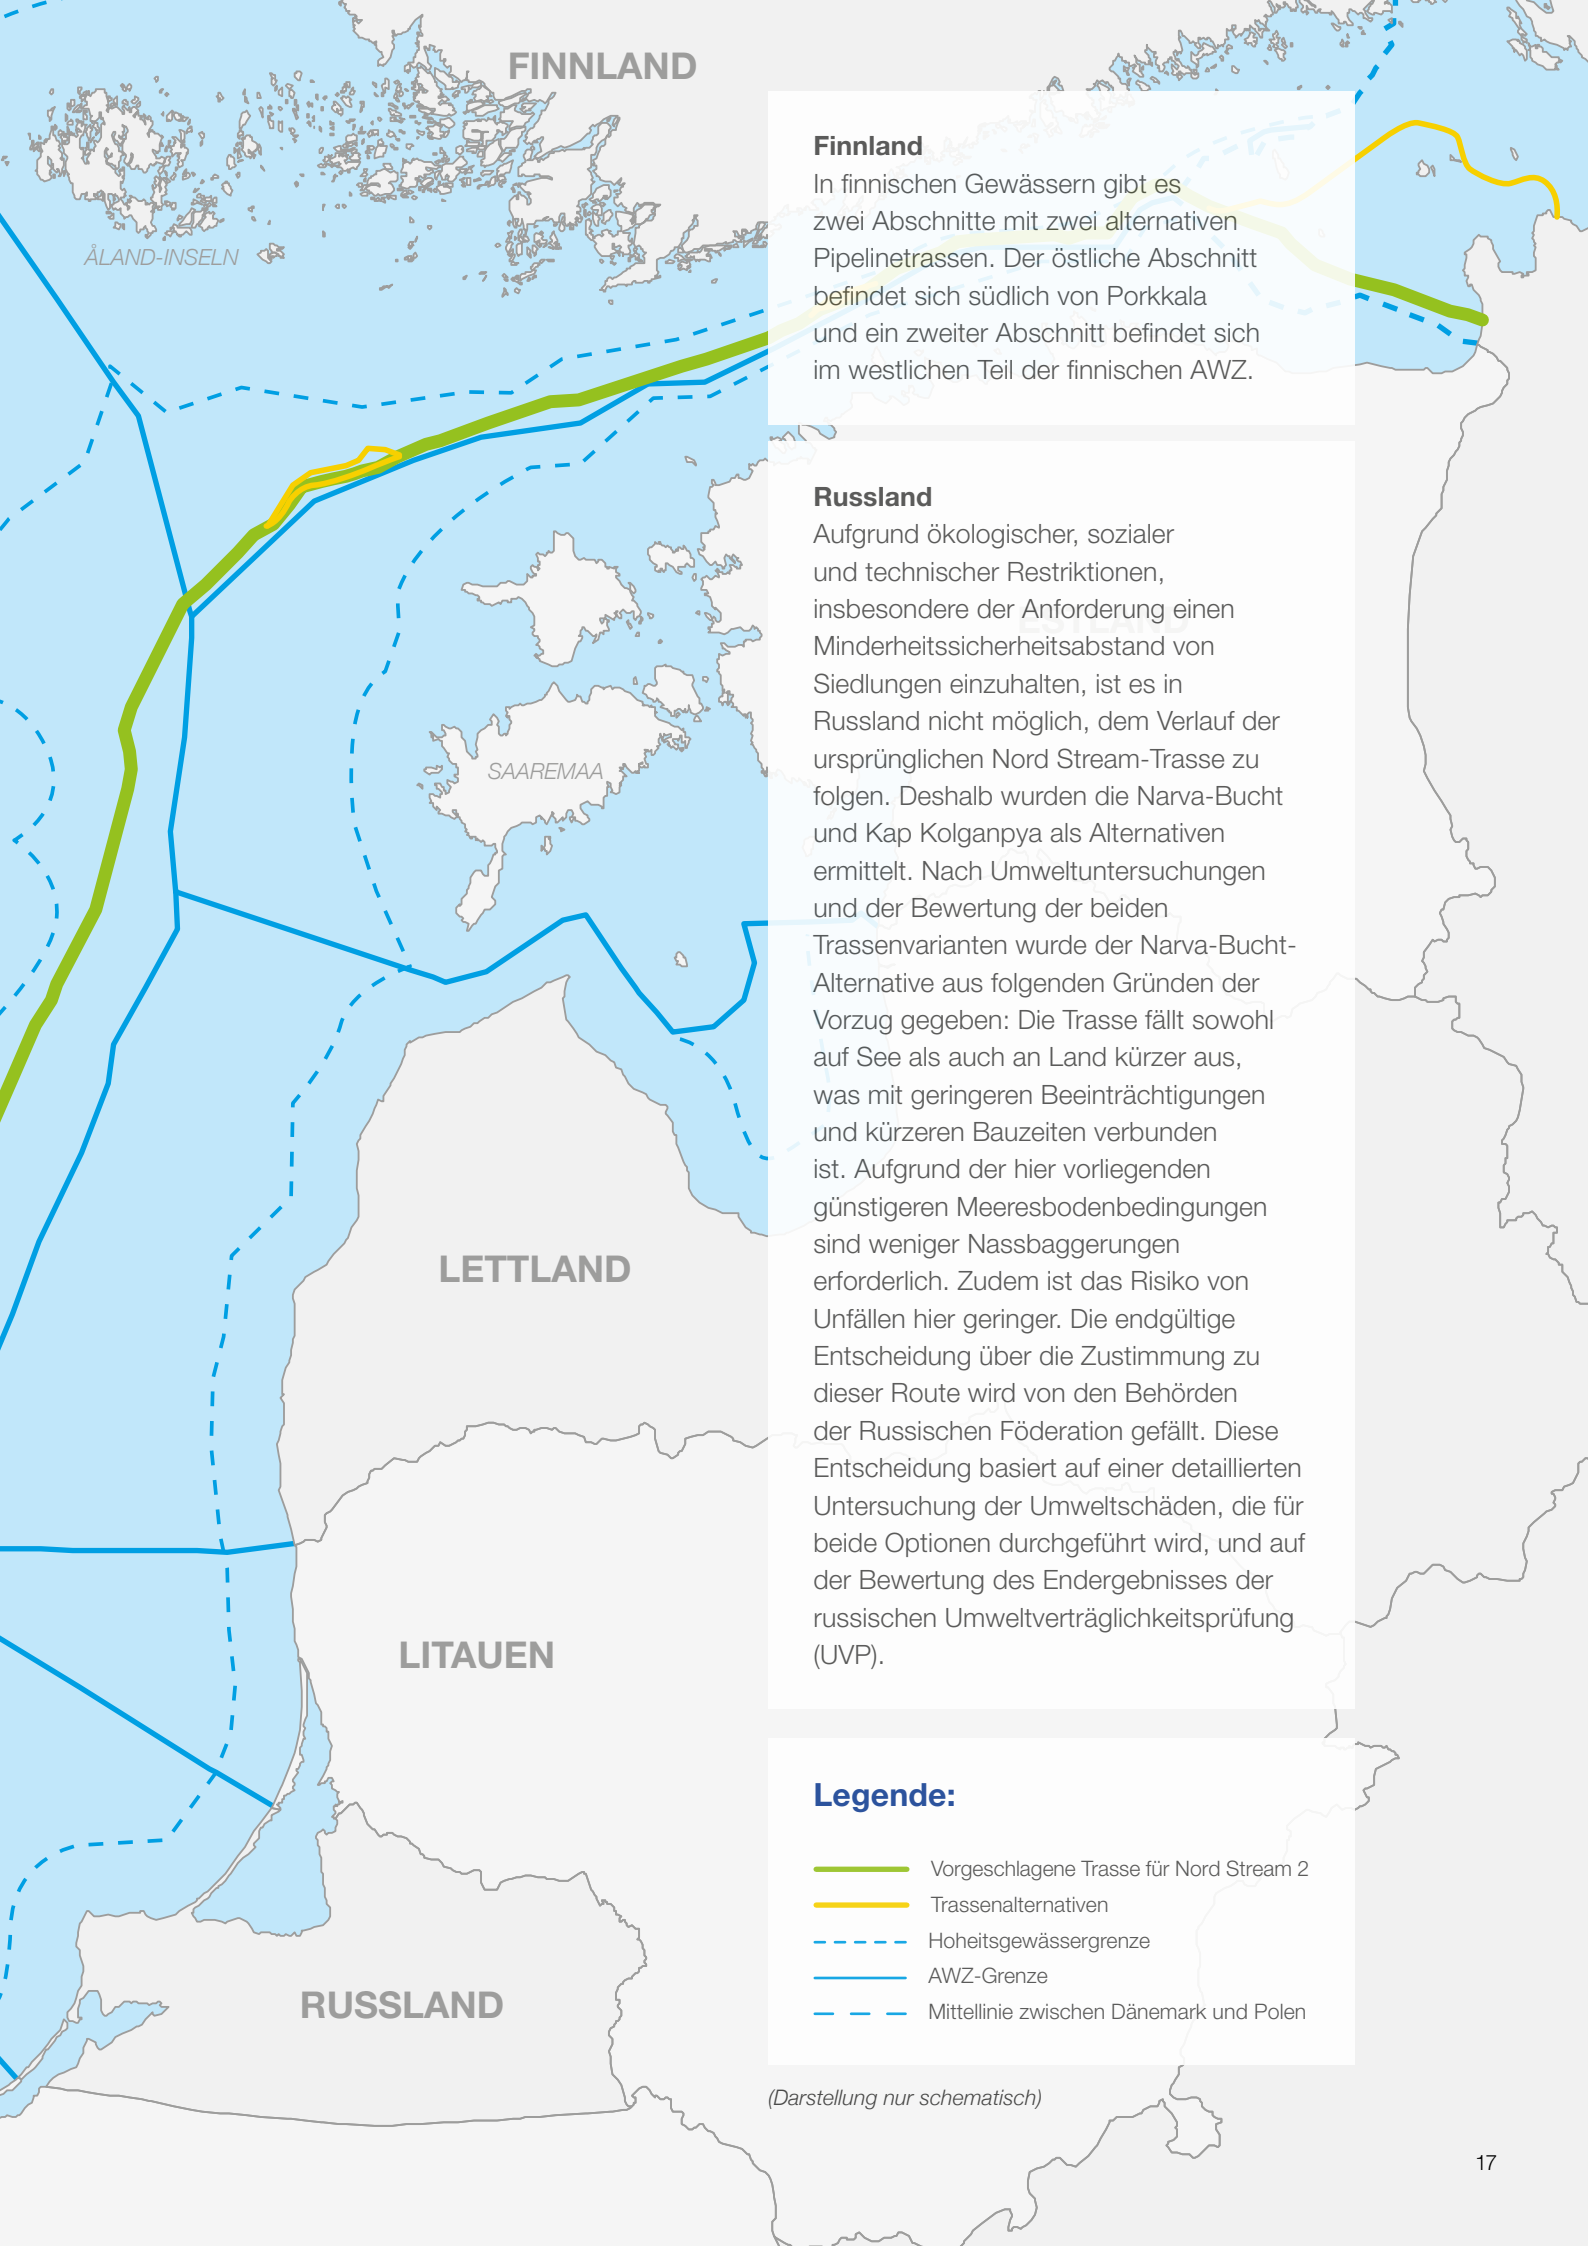 FINNLAND
ÅLAND-INSELN
Finnland
In finnischen Gewässern gibt es
zwei Abschnitte mit zwei alternativen
Pipelinetrassen. Der östliche Abschnitt
befindet sich südlich von Porkkala
und ein zweiter Abschnitt befindet sich
im westlichen Teil der finnischen AWZ.
Russland
Aufgrund ökologischer, sozialer
und technischer Restriktionen,
insbesondere der Anforderung einen
Minderheitssicherheitsabstand von
Siedlungen einzuhalten, ist es in
Russland nicht möglich, dem Verlauf der
ursprünglichen Nord Stream-Trasse zu
folgen. Deshalb wurden die Narva-Bucht
und Kap Kolganpya als Alternativen
ermittelt. Nach Umweltuntersuchungen
und der Bewertung der beiden
Trassenvarianten wurde der Narva-Bucht-
Alternative aus folgenden Gründen der
Vorzug gegeben: Die Trasse fällt sowohl
auf See als auch an Land kürzer aus,
was mit geringeren Beeinträchtigungen
und kürzeren Bauzeiten verbunden
ist. Aufgrund der hier vorliegenden
günstigeren Meeresbodenbedingungen
sind weniger Nassbaggerungen
erforderlich. Zudem ist das Risiko von
Unfällen hier geringer. Die endgültige
Entscheidung über die Zustimmung zu
dieser Route wird von den Behörden
der Russischen Föderation gefällt. Diese
Entscheidung basiert auf einer detaillierten
Untersuchung der Umweltschäden, die für
beide Optionen durchgeführt wird, und auf
der Bewertung des Endergebnisses der
russischen Umweltverträglichkeitsprüfung
(UVP).
ESTLAND
SAAREMAA
LETTLAND
LITAUEN
RUSSLAND
Legende:
Vorgeschlagene Trasse für Nord Stream 2
Trassenalternativen
Hoheitsgewässergrenze
AWZ-Grenze
Mittellinie zwischen Dänemark und Polen
(Darstellung nur schematisch)
17